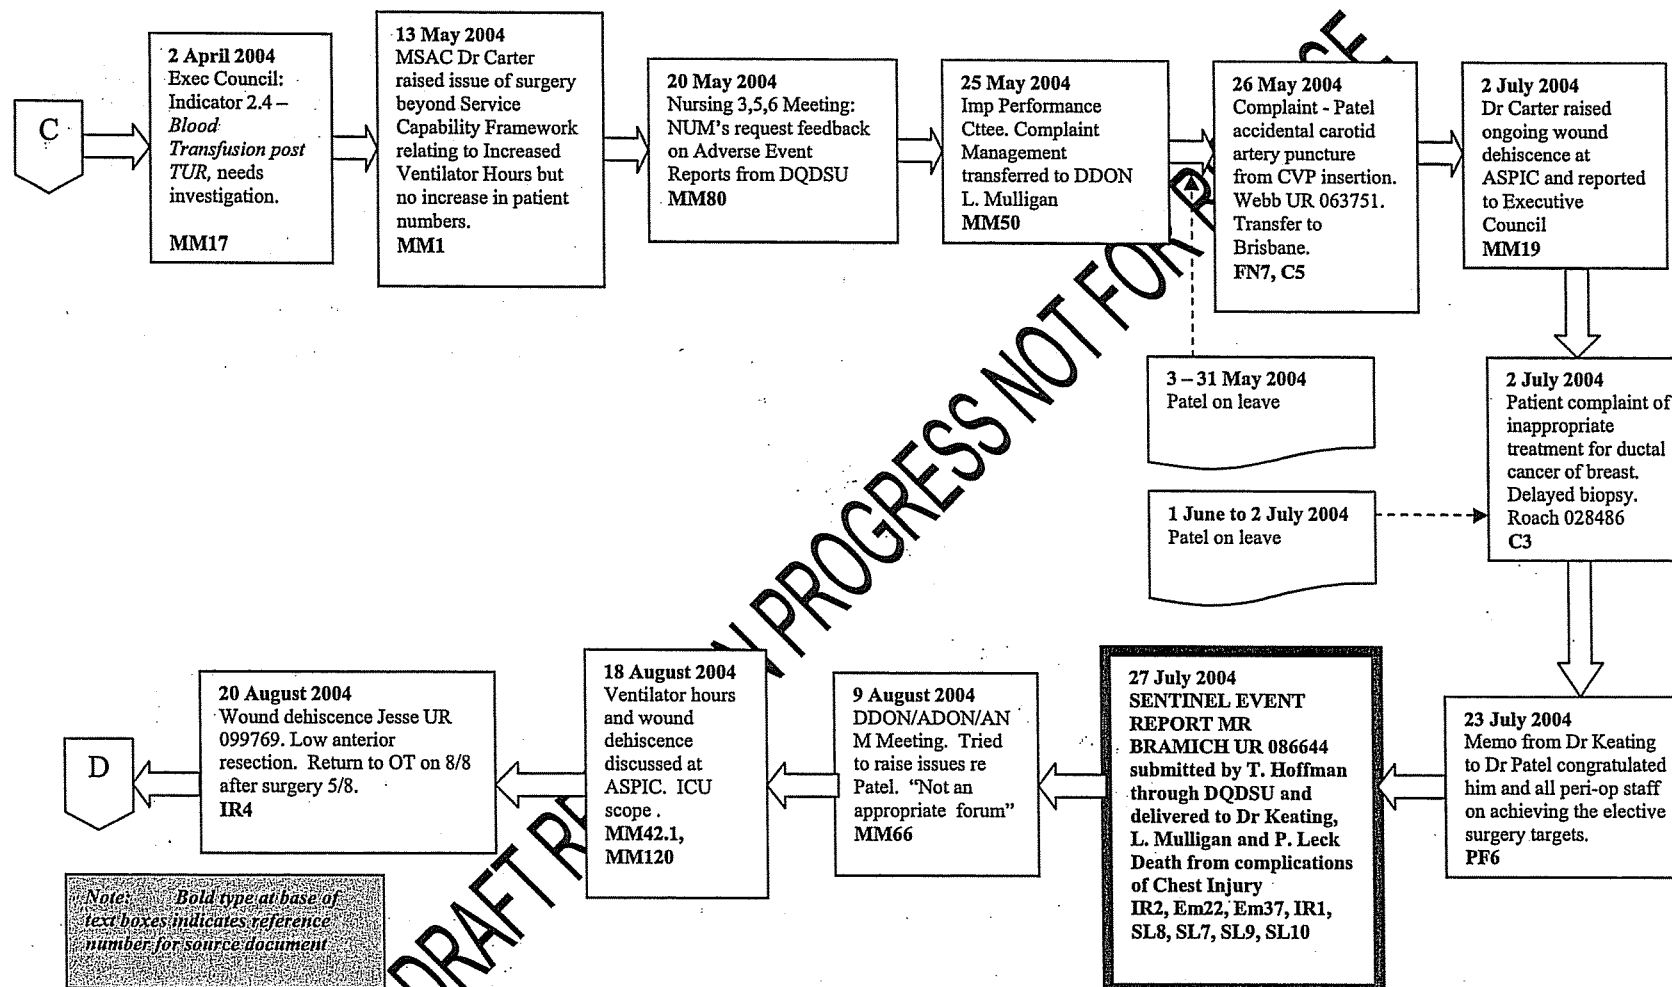 C
2 April 2004
Exec Council:
Indicator 2.4 –
Blood
Transfusion post
TUR, needs
investigation.
MM17
13 May 2004
MSAC Dr Carter
raised issue of surgery
beyond Service
Capability Framework
relating to Increased
Ventilator Hours but
no increase in patient
numbers.
MM1
20 May 2004
Nursing 3,5,6 Meeting:
NUM's request feedback
on Adverse Event
Reports from DQDSU
MM80
25 May 2004
Imp Performance
Cttee. Complaint
Management
transferred to DDON
L. Mulligan
MM50
26 May 2004
Complaint - Patel
accidental carotid
artery puncture
from CVP insertion.
Webb UR 063751.
Transfer to
Brisbane.
FN7, C5
2 July 2004
Dr Carter raised
ongoing wound
dehiscence at
ASPIC and reported
to Executive
Council
MM19
3 – 31 May 2004
Patel on leave
1 June to 2 July 2004
Patel on leave
2 July 2004
Patient complaint of
inappropriate
treatment for ductal
cancer of breast.
Delayed biopsy.
Roach 028486
C3
23 July 2004
Memo from Dr Keating
to Dr Patel congratulated
him and all peri-op staff
on achieving the elective
surgery targets.
PF6
27 July 2004
SENTINEL EVENT
REPORT MR
BRAMICH UR 086644
submitted by T. Hoffman
through DQDSU and
delivered to Dr Keating,
L. Mulligan and P. Leck
Death from complications
of Chest Injury
IR2, Em22, Em37, IR1,
SL8, SL7, SL9, SL10
9 August 2004
DDON/ADON/AN
M Meeting. Tried
to raise issues re
Patel. "Not an
appropriate forum"
MM66
18 August 2004
Ventilator hours
and wound
dehiscence
discussed at
ASPIC. ICU
scope .
MM42.1,
MM120
20 August 2004
Wound dehiscence Jesse UR
099769. Low anterior
resection. Return to OT on 8/8
after surgery 5/8.
IR4
D
Note: Bold type at base of
text boxes indicates reference
number for source document
DRAFT RE N PROGRESS NOT FOR